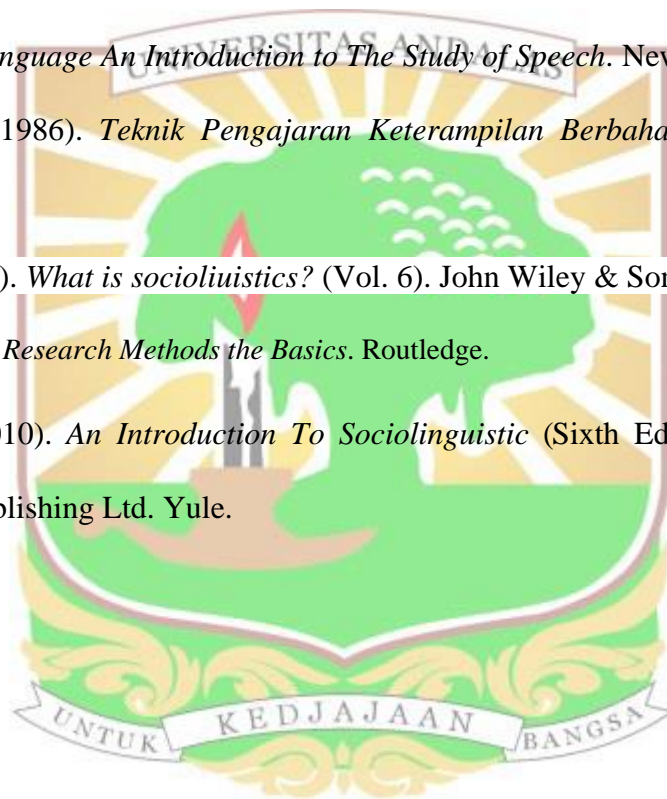 UNIVERSITAS ANDALAS
nguage An Introduction to The Study of Speech. Nev
1986). Teknik Pengajaran Keterampilan Berbaha
). What is socioliuistics? (Vol. 6). John Wiley & Son
Research Methods the Basics. Routledge.
010). An Introduction To Sociolinguistic (Sixth Ed
blishing Ltd. Yule.
UNTUK KEDJAJAAN BANGSA